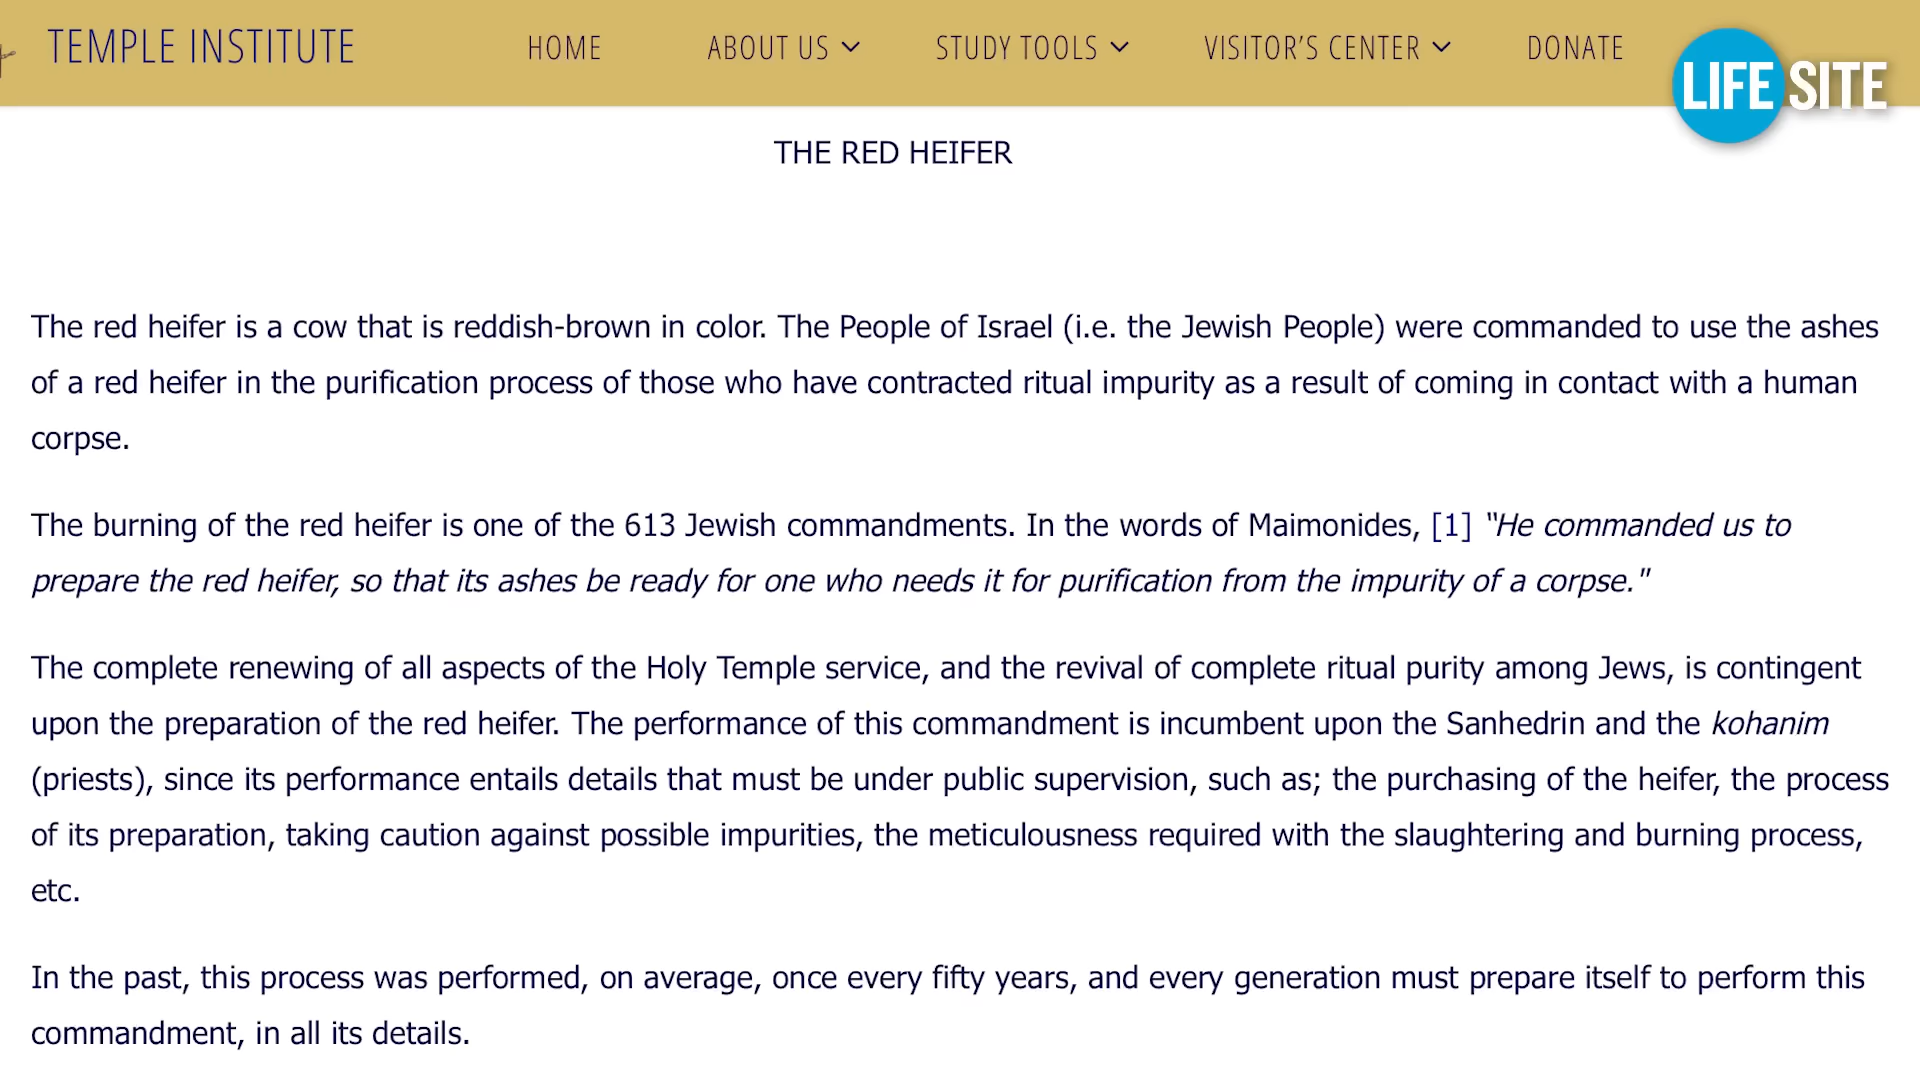 TEMPLE INSTITUTE HOME ABOUT US STUDY TOOLS VISITOR'S CENTER DONATE
LIFE SITE
THE RED HEIFER
The red heifer is a cow that is reddish-brown in color. The People of Israel (i.e. the Jewish People) were commanded to use the ashes
of a red heifer in the purification process of those who have contracted ritual impurity as a result of coming in contact with a human
corpse.
The burning of the red heifer is one of the 613 Jewish commandments. In the words of Maimonides, [1] “He commanded us to
prepare the red heifer, so that its ashes be ready for one who needs it for purification from the impurity of a corpse."
The complete renewing of all aspects of the Holy Temple service, and the revival of complete ritual purity among Jews, is contingent
upon the preparation of the red heifer. The performance of this commandment is incumbent upon the Sanhedrin and the kohanim
(priests), since its performance entails details that must be under public supervision, such as; the purchasing of the heifer, the process
of its preparation, taking caution against possible impurities, the meticulousness required with the slaughtering and burning process,
etc.
In the past, this process was performed, on average, once every fifty years, and every generation must prepare itself to perform this
commandment, in all its details.